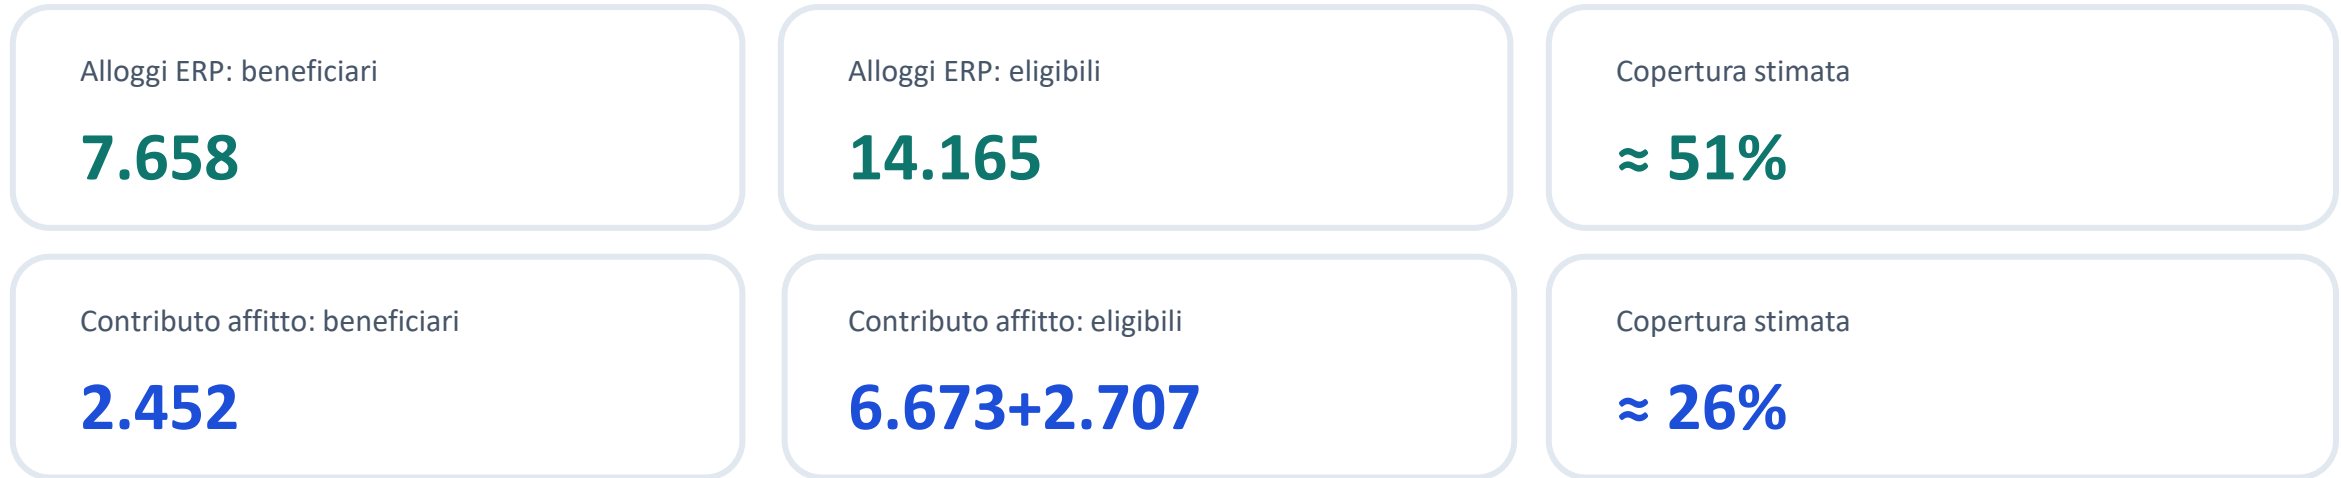 Alloggi ERP: beneficiari
7.658
Alloggi ERP: eligibili
14.165
Copertura stimata
≈ 51%
Contributo affitto: beneficiari
2.452
Contributo affitto: eligibili
6.673+2.707
Copertura stimata
≈ 26%